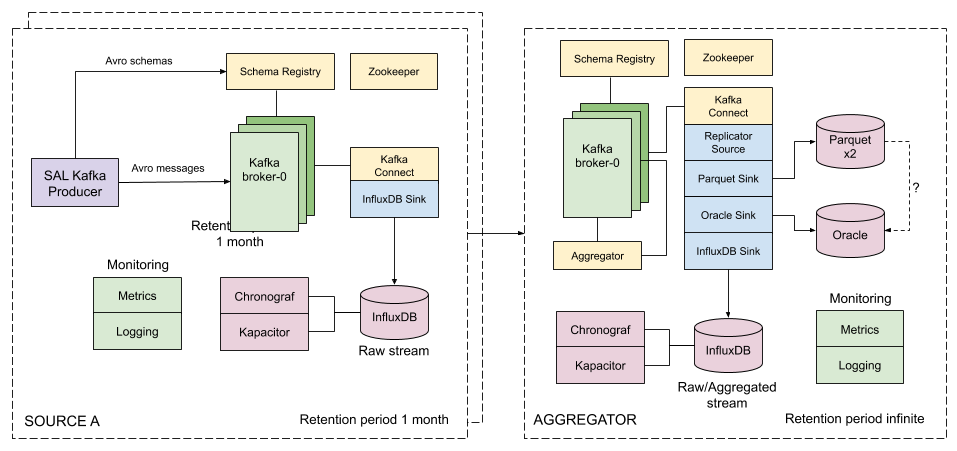 Avro schemas
Schema Registry
Zookeeper
Kafka
broker-0
SAL Kafka
Producer
Avro messages
Kafka
Connect
InfluxDB Sink
1 month
Monitoring
Metrics
Logging
Chronograf
Kapacitor
InfluxDB
Raw stream
SOURCE A
Retention period 1 month
Schema Registry
Zookeeper
Kafka
broker-0
Kafka
Connect
Replicator
Source
Parquet Sink
Oracle Sink
InfluxDB Sink
Parquet
x2
?
Oracle
Aggregator
Chronograf
Kapacitor
InfluxDB
Raw/Aggregated
stream
Monitoring
Metrics
Logging
AGGREGATOR
Retention period infinite